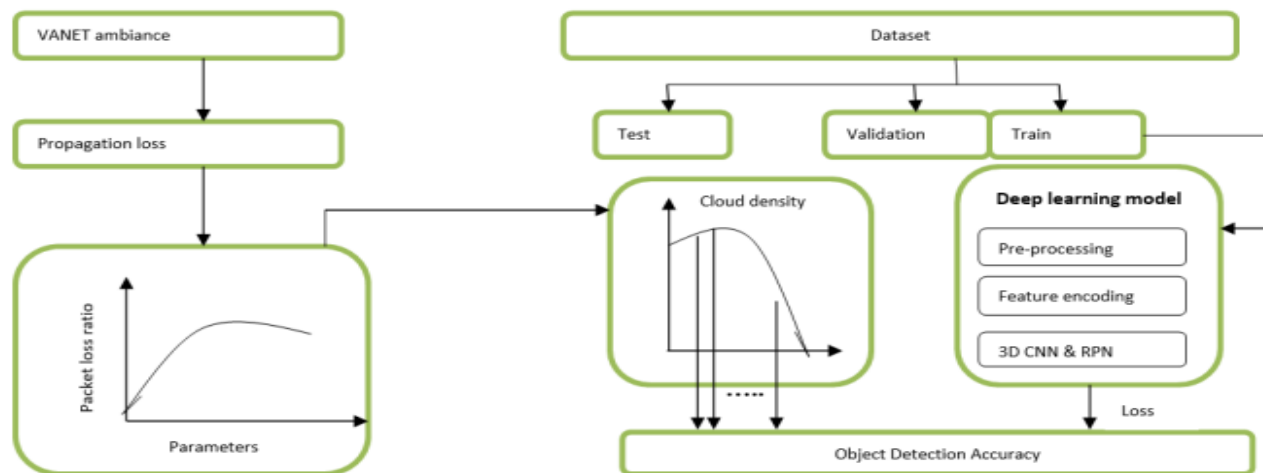 VANET ambiance
Dataset
Propagation loss
Test
Validation
Train
Cloud density
Deep learning model
Pre-processing
Feature encoding
3D CNN & RPN
Packet loss ratio
Parameters
Loss
Object Detection Accuracy